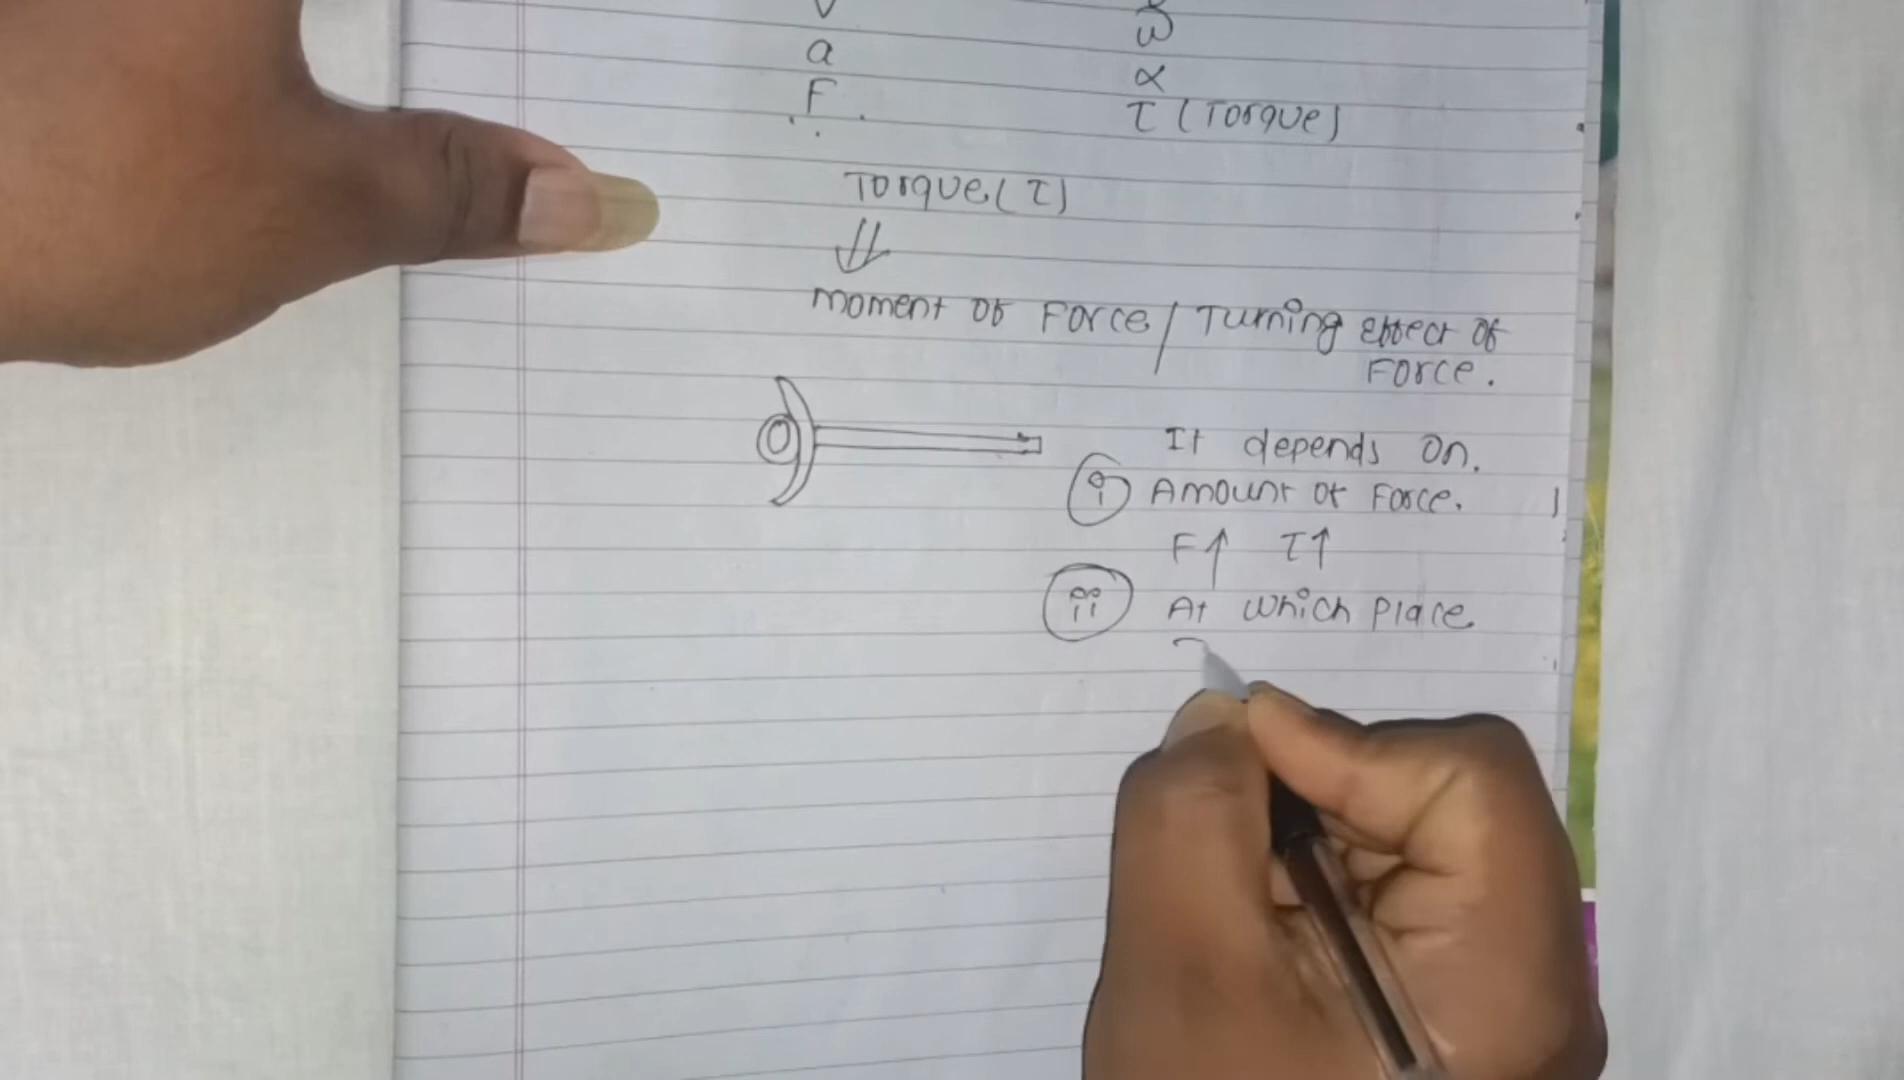 V ω
a α
F τ (Torque)
Torque (τ)
⇓
Moment of Force / Turning effect of
Force.
It depends on.
(i) Amount of Force.
F↑ τ↑
(ii) At which place